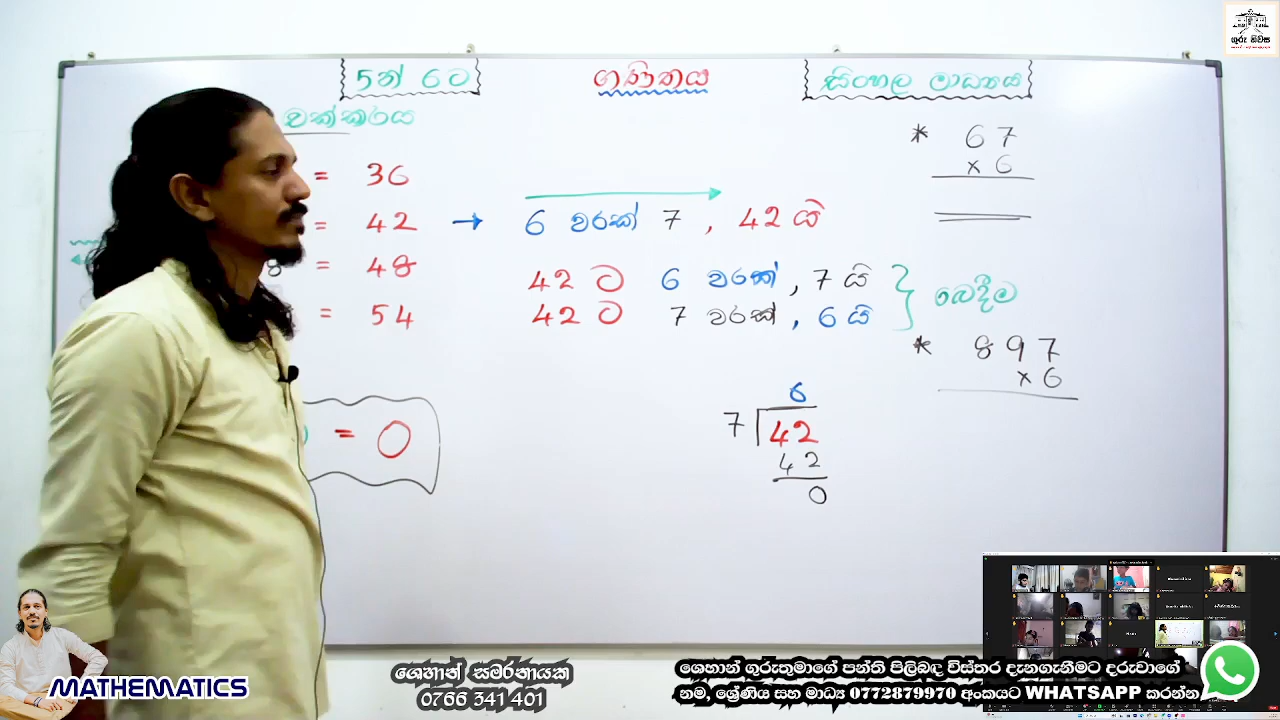 ගුරු නිවස
5න් 6ට
ගණිතය
සිංහල මාධ්‍යය
චක්කරය
= 36
= 42 → 6 වරක් 7 , 42 යි
8 = 48
= 54
42 ට 6 වරක් , 7 යි
42 ට 7 වරක් , 6 යි
බෙදීම
= 0
6
7 42
42
0
* 67
× 6
* 897
× 6
MATHEMATICS
ශෙහාන් සමරනායක
0766 341 401
ශෙහාන් ගුරුතුමාගේ පන්ති පිලිබඳ විස්තර දැනගැනීමට දරුවාගේ
නම, ශ්‍රේණිය සහ මාධ්‍ය 0772879970 අංකයට WHATSAPP කරන්න